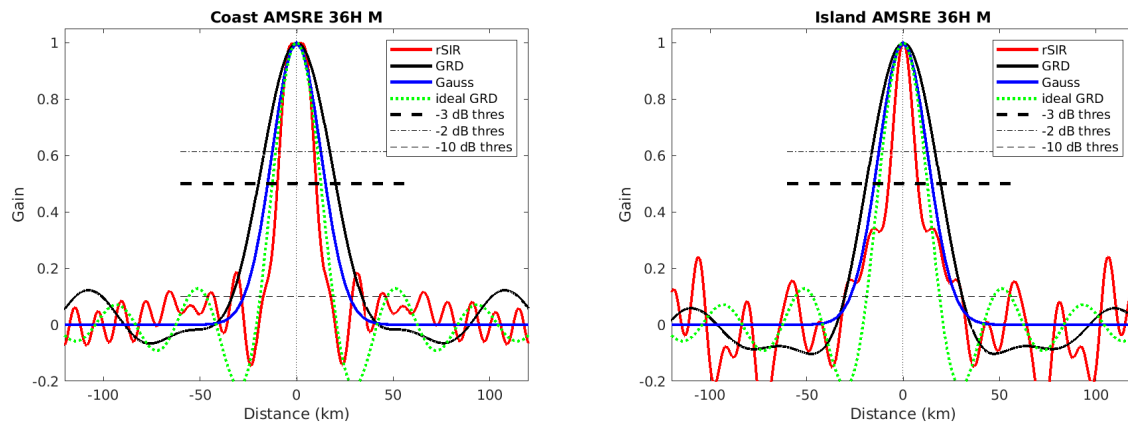 Coast AMSRE 36H M
1
0.8
0.6
0.4
0.2
0
-0.2
Gain
-100
-50
0
50
100
Distance (km)
rSIR
GRD
Gauss
ideal GRD
-3 dB thres
-2 dB thres
-10 dB thres
Island AMSRE 36H M
1
0.8
0.6
0.4
0.2
0
-0.2
Gain
-100
-50
0
50
100
Distance (km)
rSIR
GRD
Gauss
ideal GRD
-3 dB thres
-2 dB thres
-10 dB thres